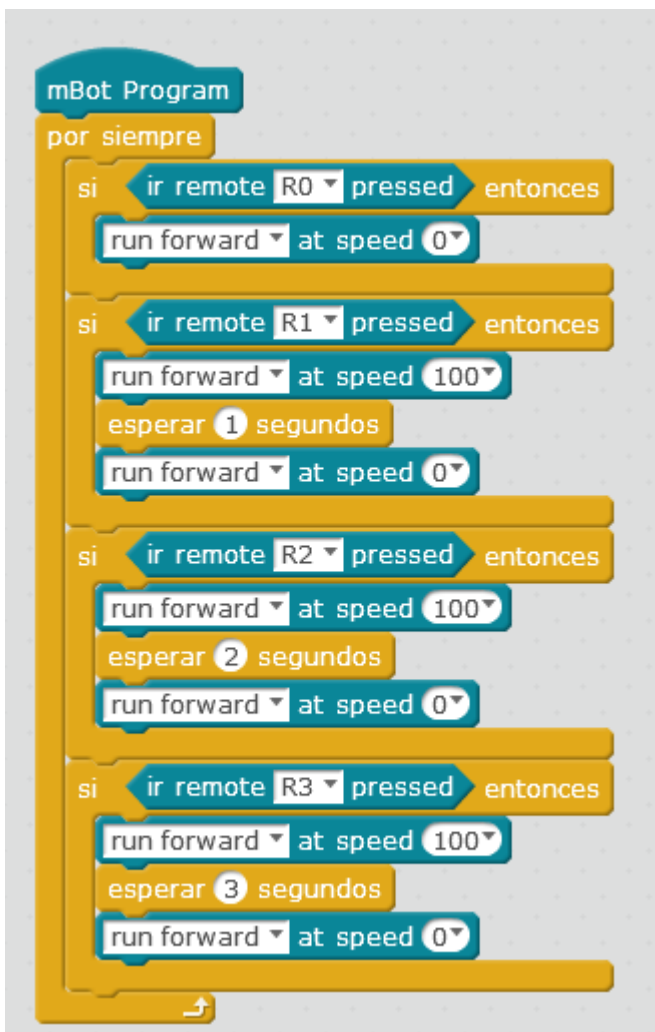 mBot Program
por siempre
si ir remote R0 pressed entonces
run forward at speed 0
si ir remote R1 pressed entonces
run forward at speed 100
esperar 1 segundos
run forward at speed 0
si ir remote R2 pressed entonces
run forward at speed 100
esperar 2 segundos
run forward at speed 0
si ir remote R3 pressed entonces
run forward at speed 100
esperar 3 segundos
run forward at speed 0